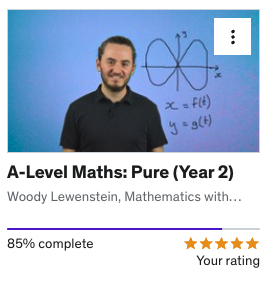 y
x
x = f(t)
y = g(t)
A-Level Maths: Pure (Year 2)
Woody Lewenstein, Mathematics with...
85% complete
Your rating